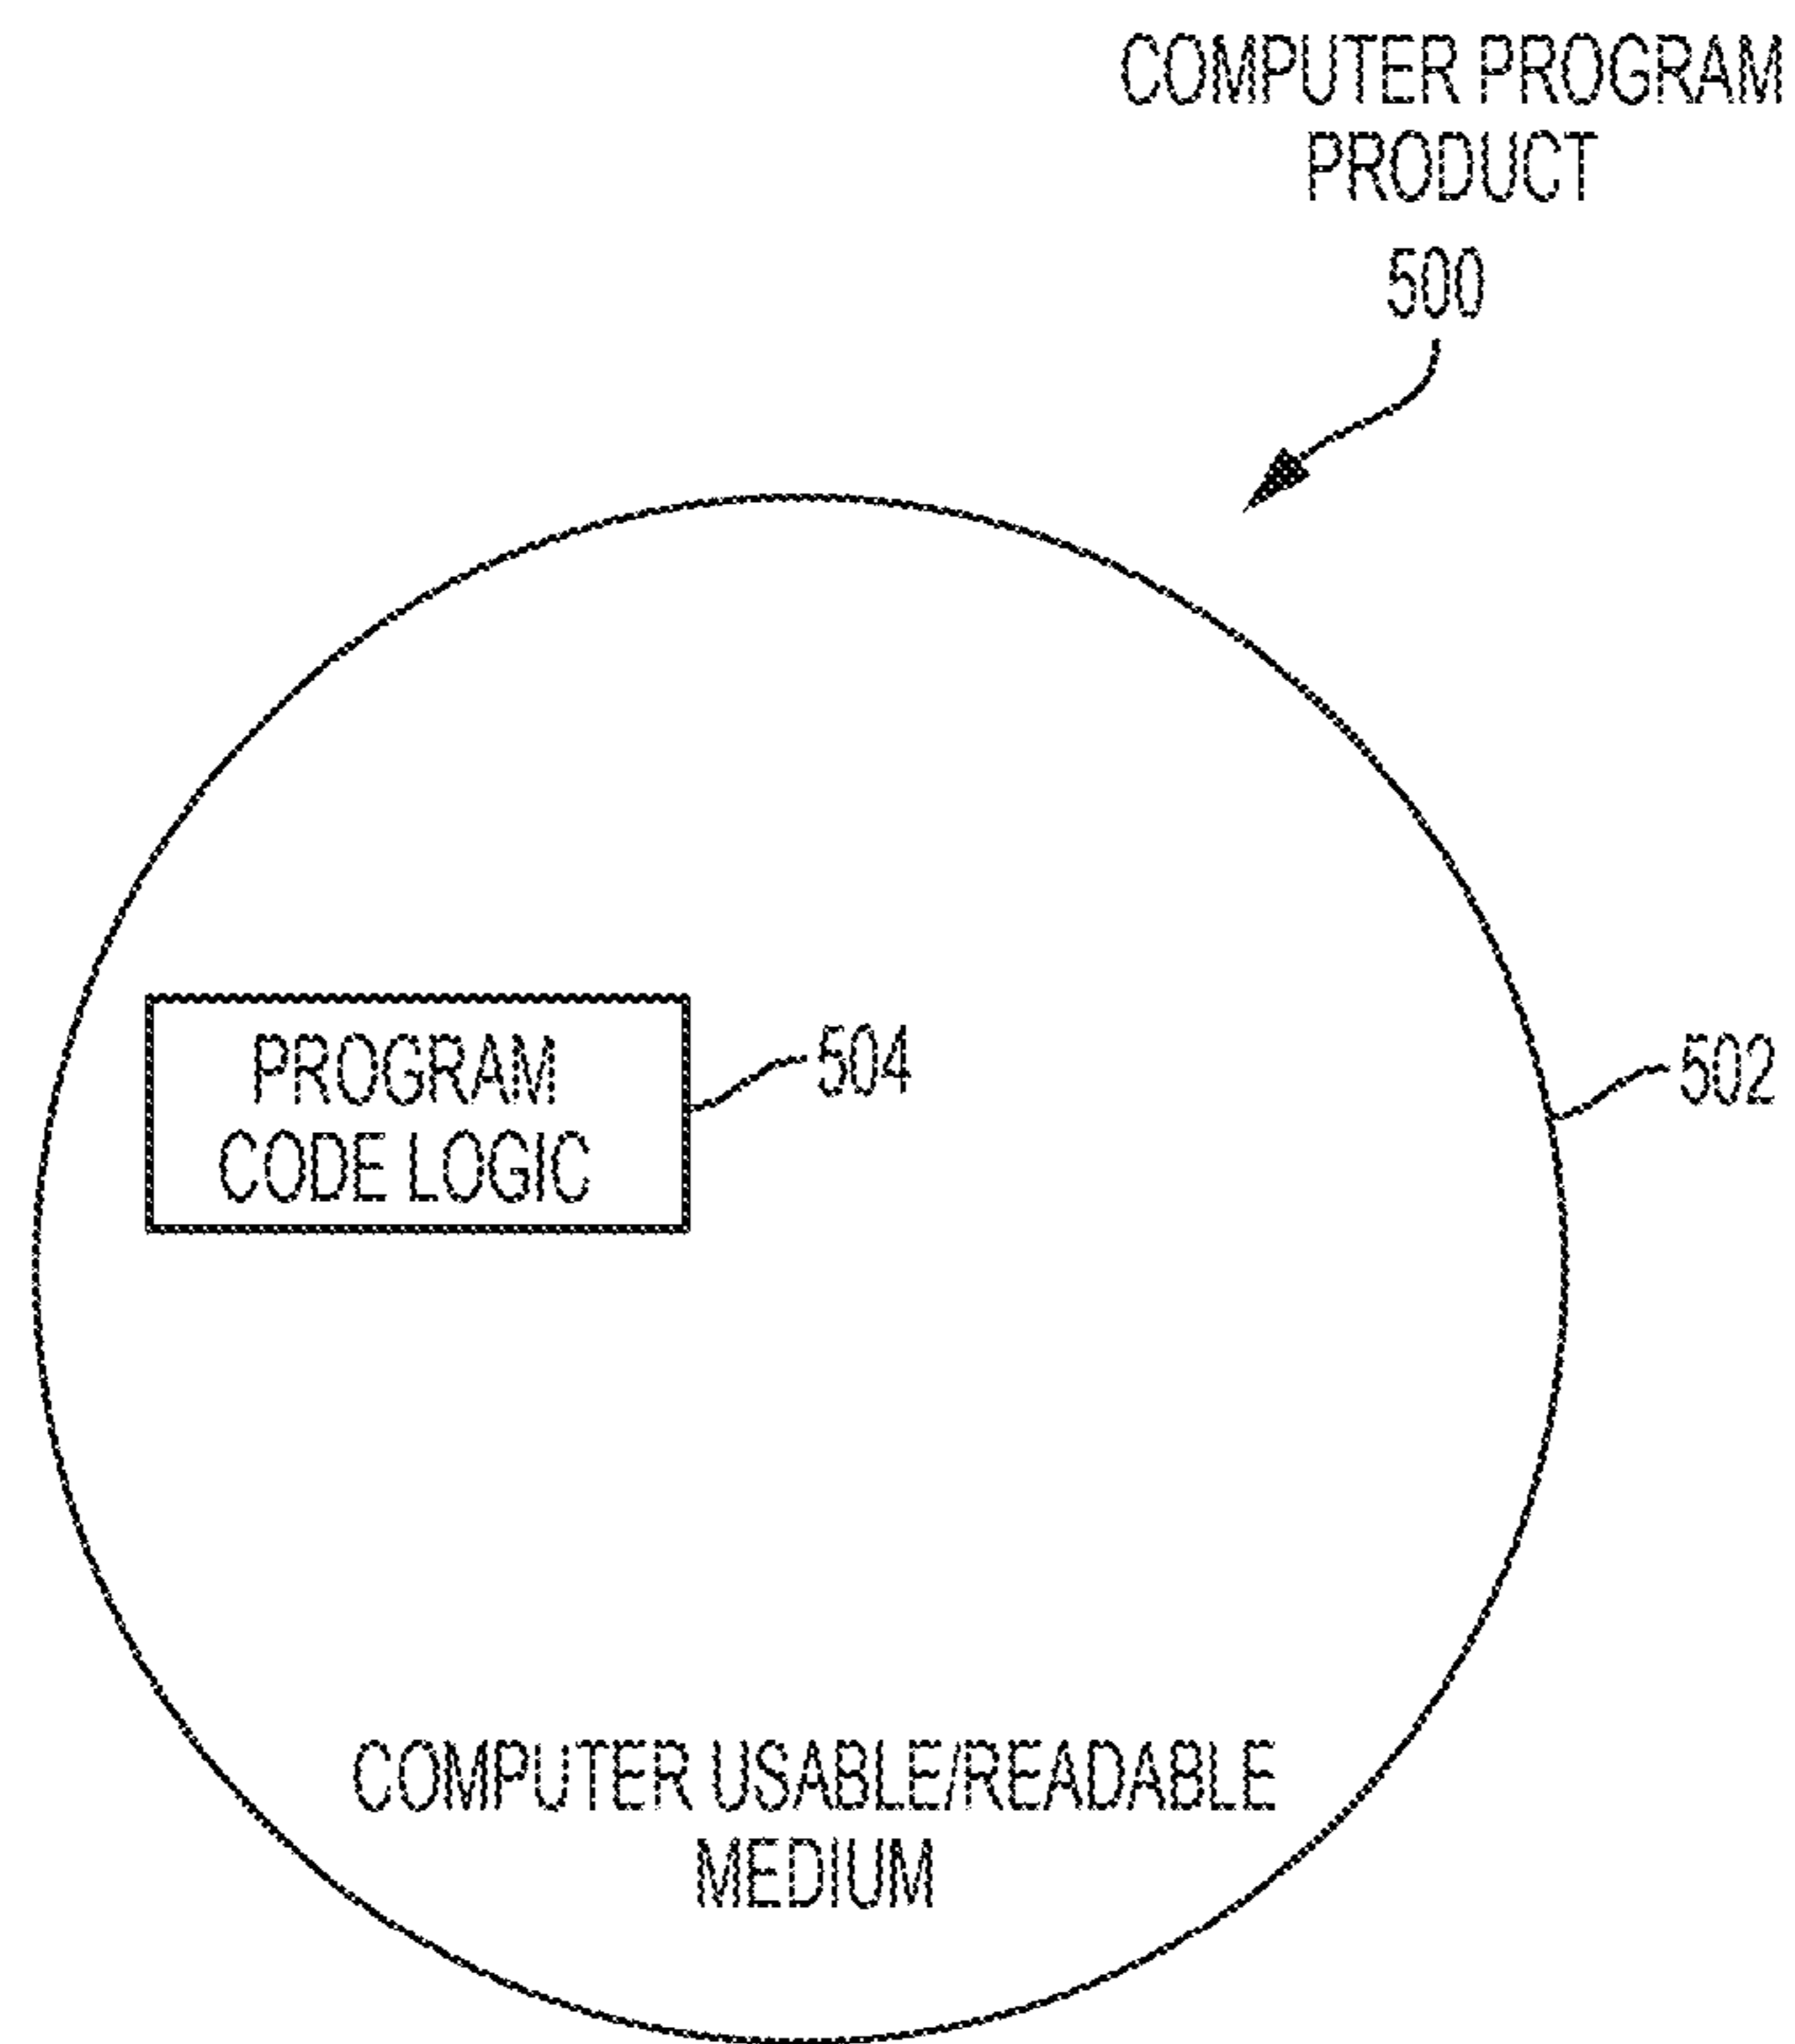 COMPUTER PROGRAM
PRODUCT
500
PROGRAM
CODE LOGIC
504
502
COMPUTER USABLE/READABLE
MEDIUM